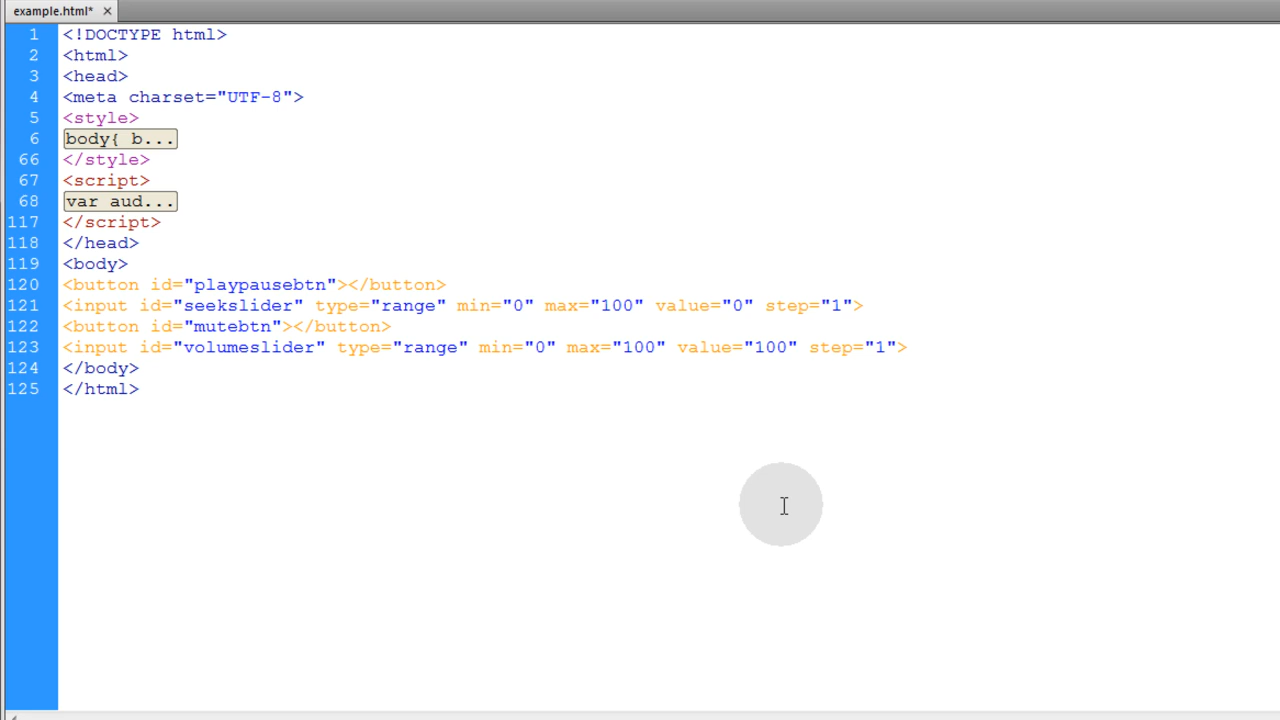 example.html* ×
1 <!DOCTYPE html>
2 <html>
3 <head>
4 <meta charset="UTF-8">
5 <style>
6 body{ b...
66 </style>
67 <script>
68 var aud...
117 </script>
118 </head>
119 <body>
120 <button id="playpausebtn"></button>
121 <input id="seekslider" type="range" min="0" max="100" value="0" step="1">
122 <button id="mutebtn"></button>
123 <input id="volumeslider" type="range" min="0" max="100" value="100" step="1">
124 </body>
125 </html>